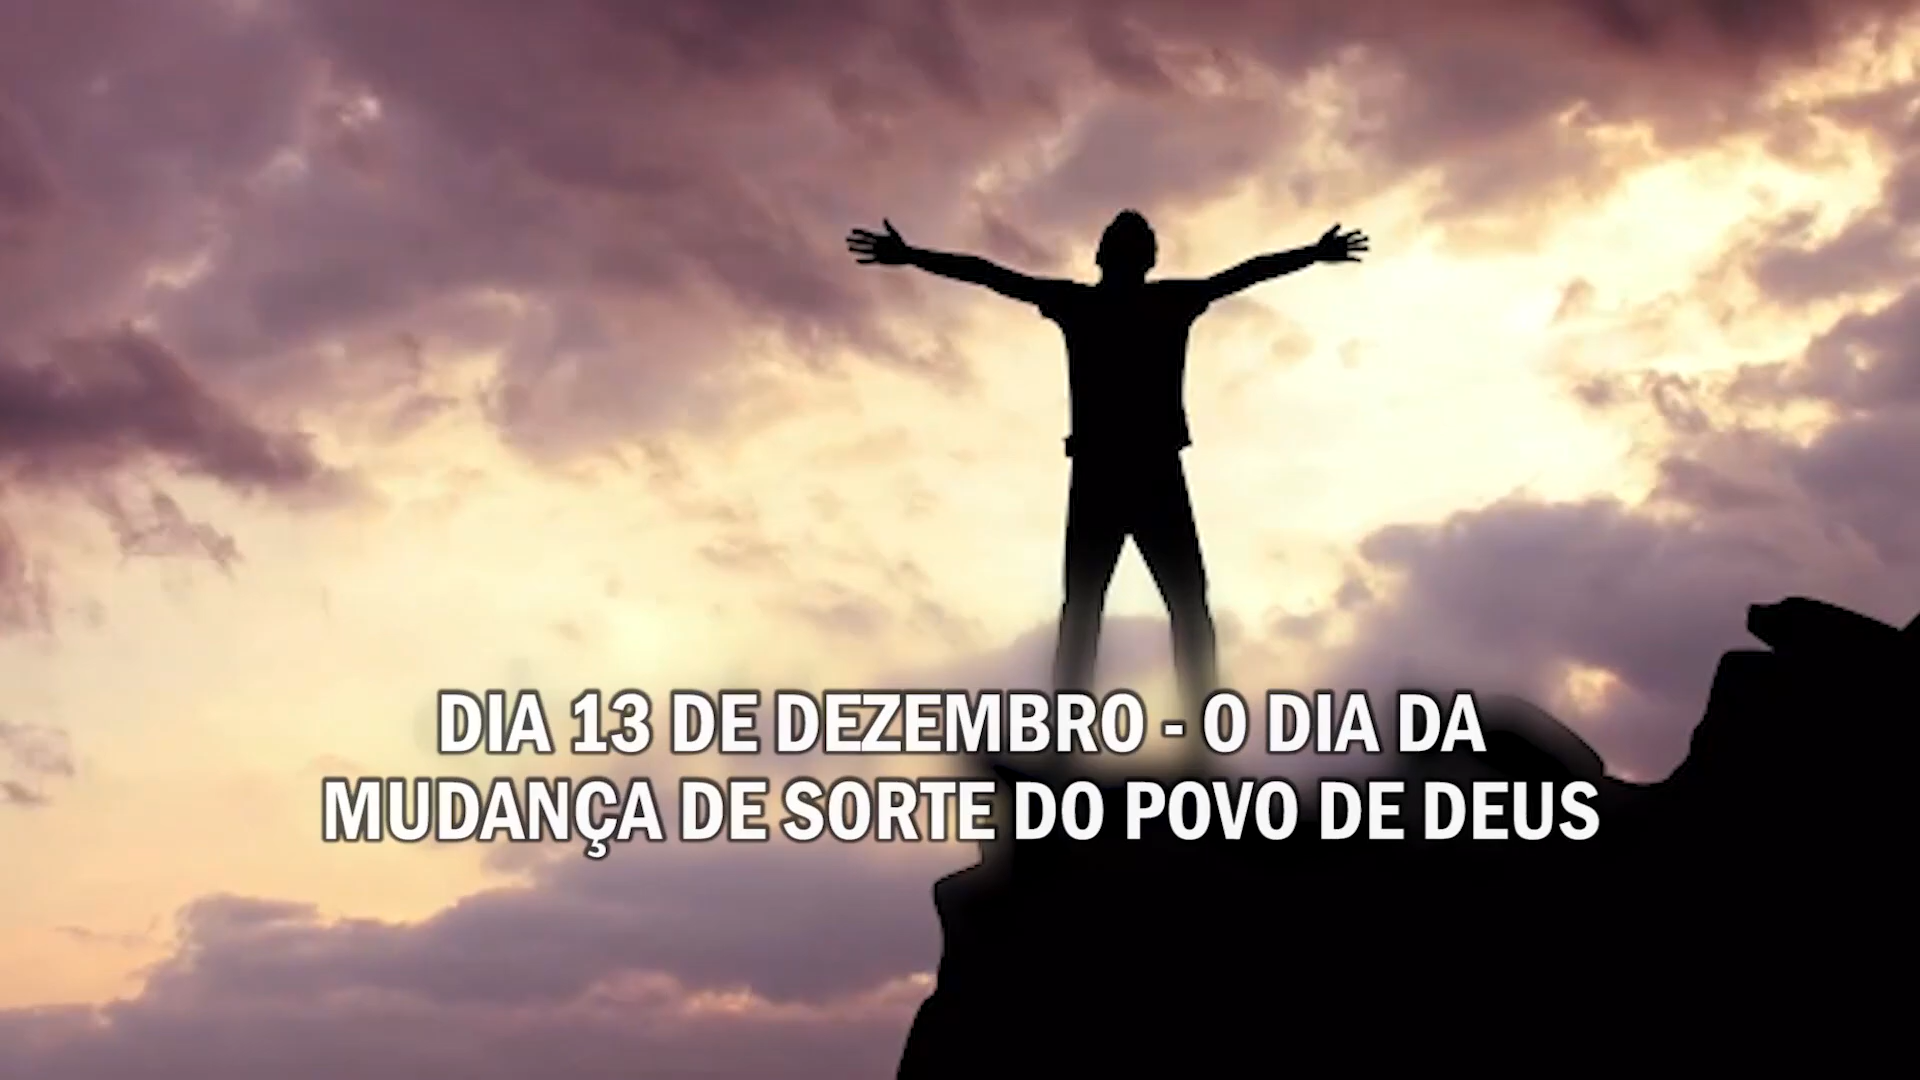 DIA 13 DE DEZEMBRO - O DIA DA
MUDANÇA DE SORTE DO POVO DE DEUS